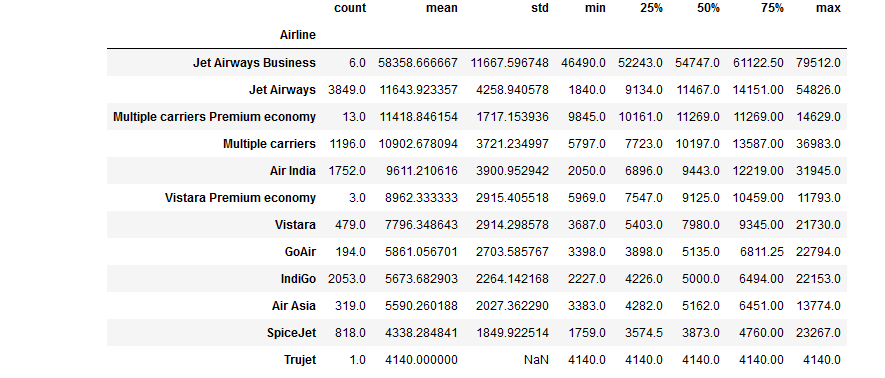 count mean std min 25% 50% 75% max
Airline
Jet Airways Business 6.0 58358.666667 11667.596748 46490.0 52243.0 54747.0 61122.50 79512.0
Jet Airways 3849.0 11643.923357 4258.940578 1840.0 9134.0 11467.0 14151.00 54826.0
Multiple carriers Premium economy 13.0 11418.846154 1717.153936 9845.0 10161.0 11269.0 11269.00 14629.0
Multiple carriers 1196.0 10902.678094 3721.234997 5797.0 7723.0 10197.0 13587.00 36983.0
Air India 1752.0 9611.210616 3900.952942 2050.0 6896.0 9443.0 12219.00 31945.0
Vistara Premium economy 3.0 8962.333333 2915.405518 5969.0 7547.0 9125.0 10459.00 11793.0
Vistara 479.0 7796.348643 2914.298578 3687.0 5403.0 7980.0 9345.00 21730.0
GoAir 194.0 5861.056701 2703.585767 3398.0 3898.0 5135.0 6811.25 22794.0
IndiGo 2053.0 5673.682903 2264.142168 2227.0 4226.0 5000.0 6494.00 22153.0
Air Asia 319.0 5590.260188 2027.362290 3383.0 4282.0 5162.0 6451.00 13774.0
SpiceJet 818.0 4338.284841 1849.922514 1759.0 3574.5 3873.0 4760.00 23267.0
Trujet 1.0 4140.000000 NaN 4140.0 4140.0 4140.0 4140.00 4140.0